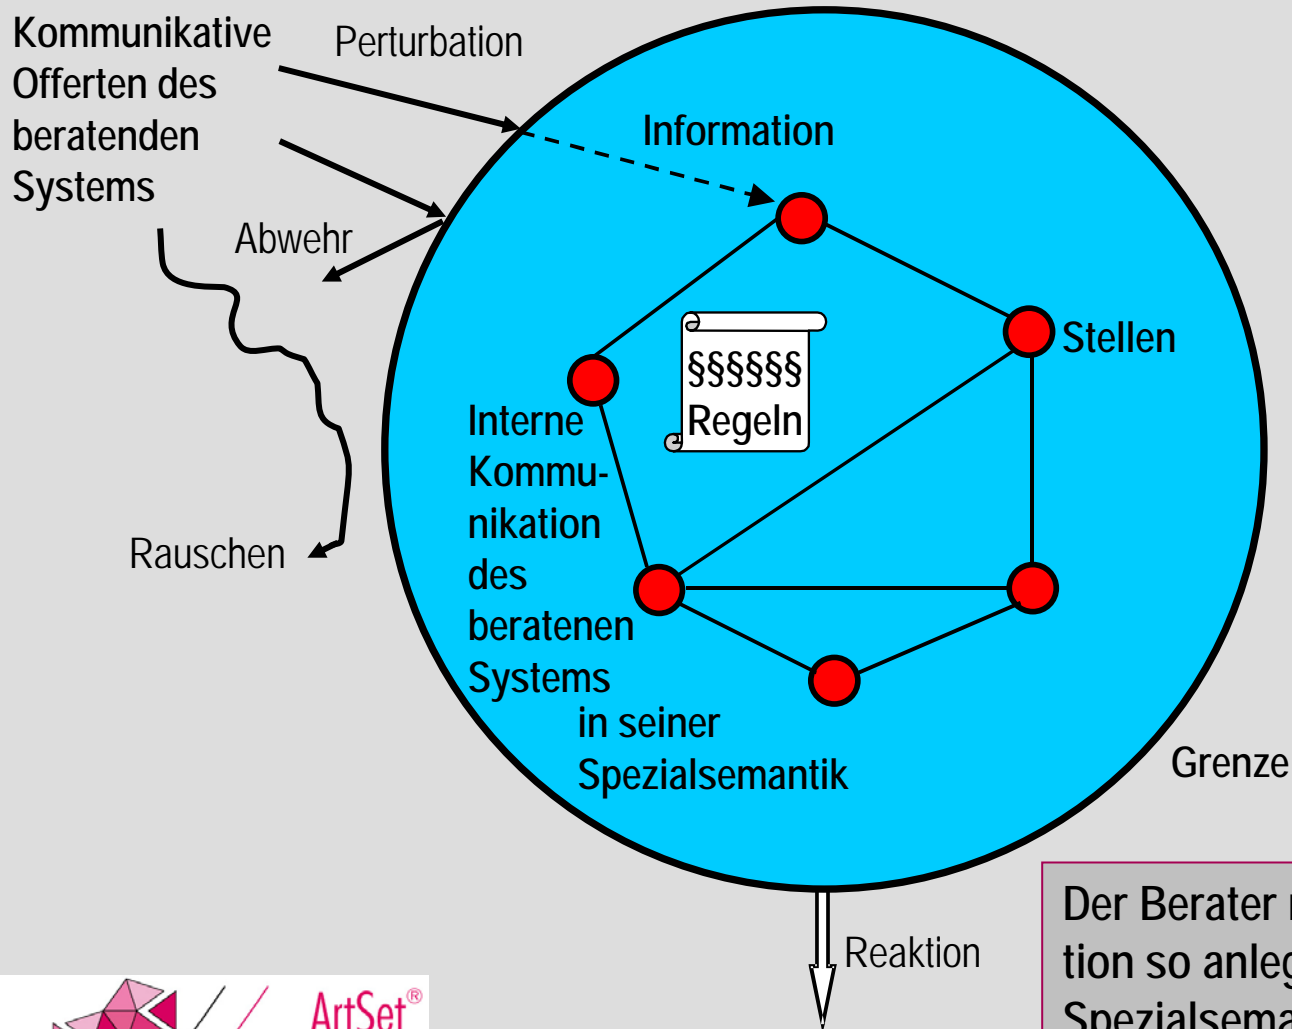 Kommunikative
Offerten des
beratenden
Systems
Perturbation
Information
Abwehr
Stellen
§§§§§§
Regeln
Interne
Kommu-
nikation
des
beratenen
Systems
in seiner
Spezialsemantik
Rauschen
Grenze
Reaktion
Der Berater
tion so anleg
Spezialsema
ArtSet®